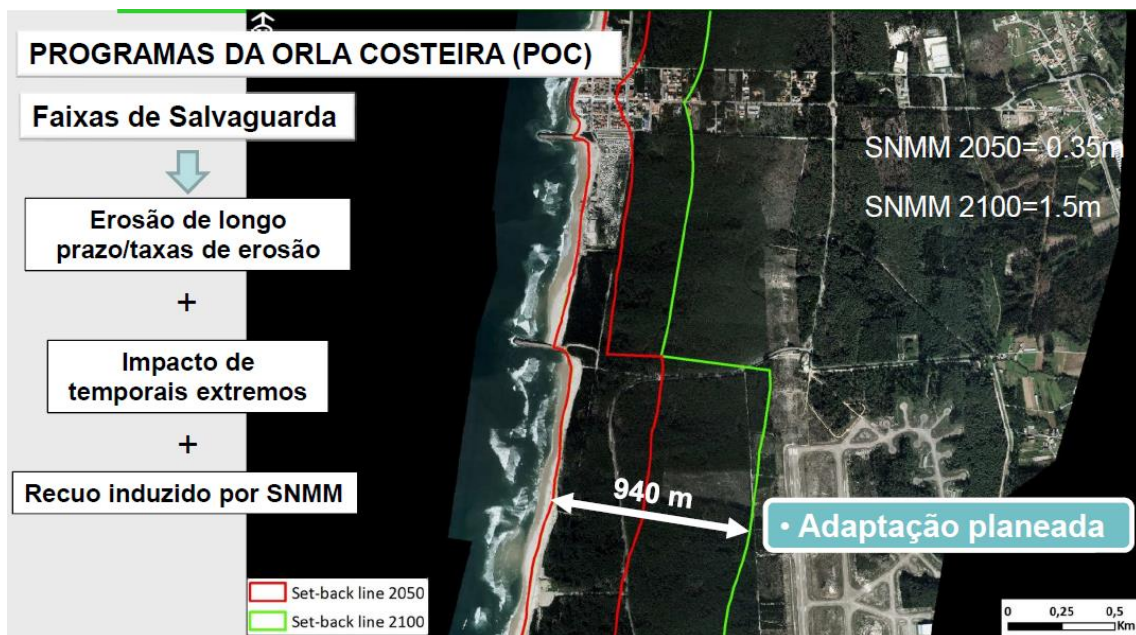 PROGRAMAS DA ORLA COSTEIRA (POC)
Faixas de Salvaguarda
Erosão de longo
prazo/taxas de erosão
+
Impacto de
temporais extremos
+
Recuo induzido por SNMM
SNMM 2050= 0.35m
SNMM 2100=1.5m
940 m
• Adaptação planeada
Set-back line 2050
Set-back line 2100
0 0,25 0,5
Km